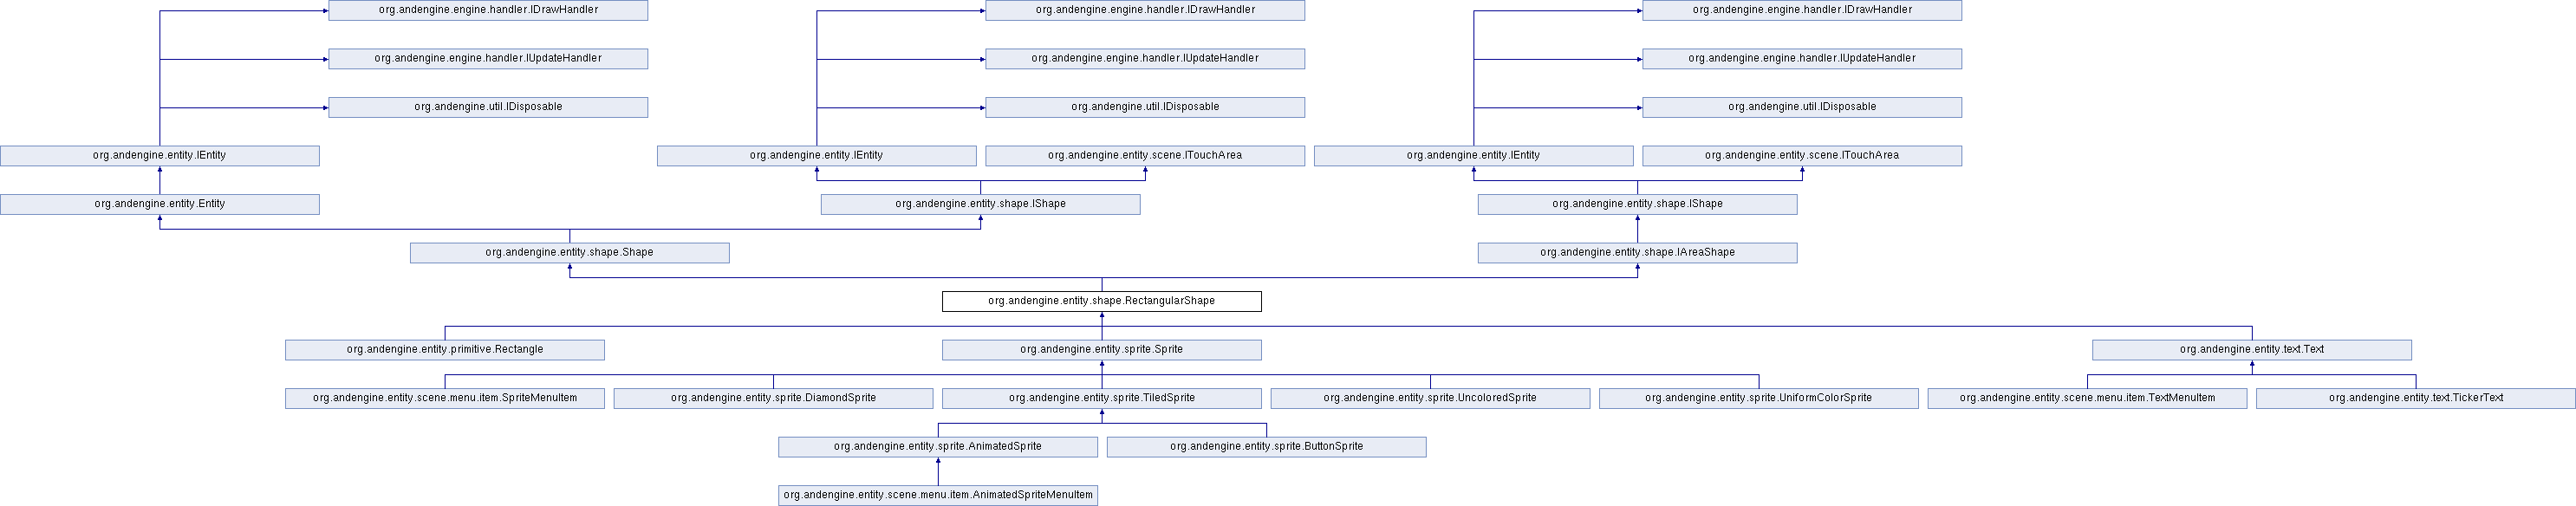 org.andengine.engine.handler.IDrawHandler
org.andengine.engine.handler.IDrawHandler
org.andengine.engine.handler.IDrawHandler
org.andengine.engine.handler.IUpdateHandler
org.andengine.engine.handler.IUpdateHandler
org.andengine.engine.handler.IUpdateHandler
org.andengine.util.IDisposable
org.andengine.util.IDisposable
org.andengine.util.IDisposable
org.andengine.entity.IEntity
org.andengine.entity.IEntity
org.andengine.entity.scene.ITouchArea
org.andengine.entity.IEntity
org.andengine.entity.scene.ITouchArea
org.andengine.entity.Entity
org.andengine.entity.shape.IShape
org.andengine.entity.shape.IShape
org.andengine.entity.shape.Shape
org.andengine.entity.shape.IAreaShape
org.andengine.entity.shape.RectangularShape
org.andengine.entity.primitive.Rectangle
org.andengine.entity.sprite.Sprite
org.andengine.entity.text.Text
org.andengine.entity.scene.menu.item.SpriteMenuItem
org.andengine.entity.sprite.DiamondSprite
org.andengine.entity.sprite.TiledSprite
org.andengine.entity.sprite.UncoloredSprite
org.andengine.entity.sprite.UniformColorSprite
org.andengine.entity.scene.menu.item.TextMenuItem
org.andengine.entity.text.TickerText
org.andengine.entity.sprite.AnimatedSprite
org.andengine.entity.sprite.ButtonSprite
org.andengine.entity.scene.menu.item.AnimatedSpriteMenuItem